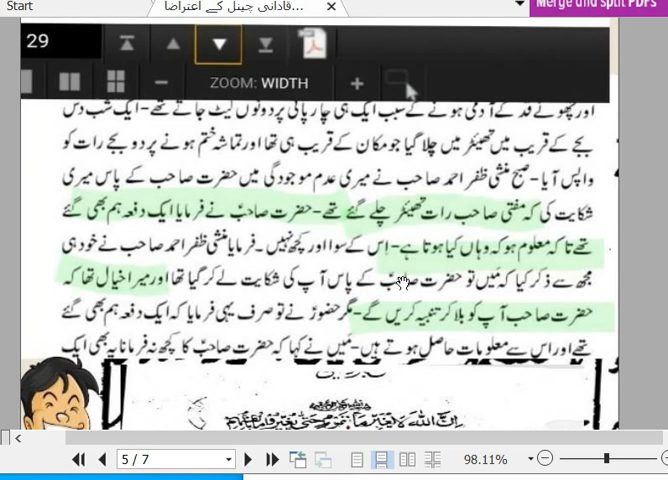 Start
قادانی چینل کے اعتراضا...
×
Merge and Split PDFs
29
ZOOM: WIDTH
اور چھوٹے قد کے آدمی ہونے کے سبب ایک ہی چارپائی پر دونوں لیٹ جاتے تھے-ایک شب دس
بجے کے قریب میں تھیئٹر میں چلا گیا جو مکان کے قریب ہی تھا اور تماشہ ختم ہونے پر دو بجے رات کو
واپس آیا-صبح منشی ظفر احمد صاحب نے میری عدم موجودگی میں حضرت صاحب کے پاس میری
شکایت کی کہ مفتی صاحب رات تھیئٹر چلے گئے تھے-حضرت صاحبؑ نے فرمایا ایک دفعہ ہم بھی گئے
تھے تاکہ معلوم ہو کہ وہاں کیا ہوتا ہے-اِس کے سوا اور کچھ نہیں۔ فرمایا منشی ظفر احمد صاحب نے خود ہی
مجھ سے ذکر کیا کہ مَیں تو حضرت صاحبؑ کے پاس آپ کی شکایت لے کر گیا تھا اور میرا خیال تھا کہ
حضرت صاحب آپ کو بلا کر تنبیہ کریں گے-مگر حضورؑ نے تو صرف یہی فرمایا کہ ایک دفعہ ہم بھی گئے
تھے اور اس سے معلومات حاصل ہوتے ہیں-مَیں نے کہا کہ حضرت صاحبؑ کا کچھ نہ فرمانا یہ بھی ایک
5 / 7
98.11%